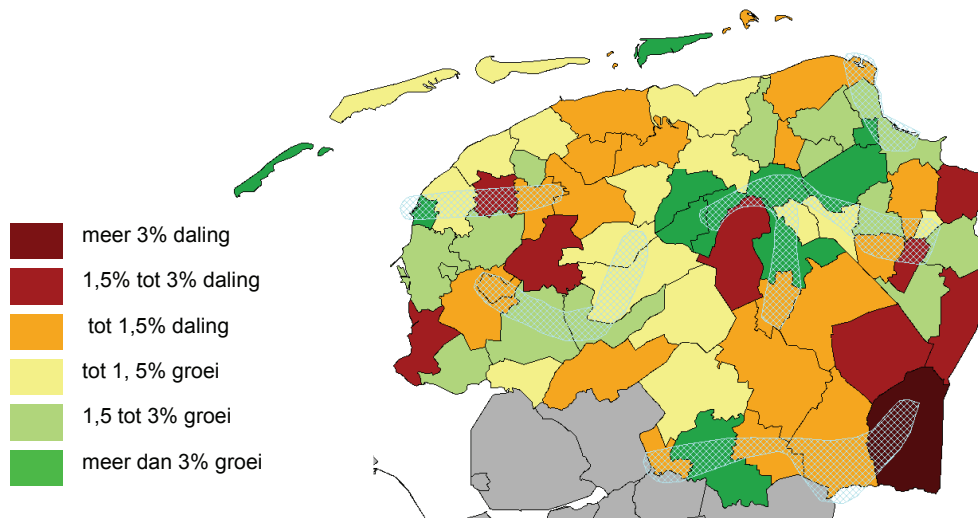 meer 3% daling
1,5% tot 3% daling
tot 1,5% daling
tot 1, 5% groei
1,5 tot 3% groei
meer dan 3% groei